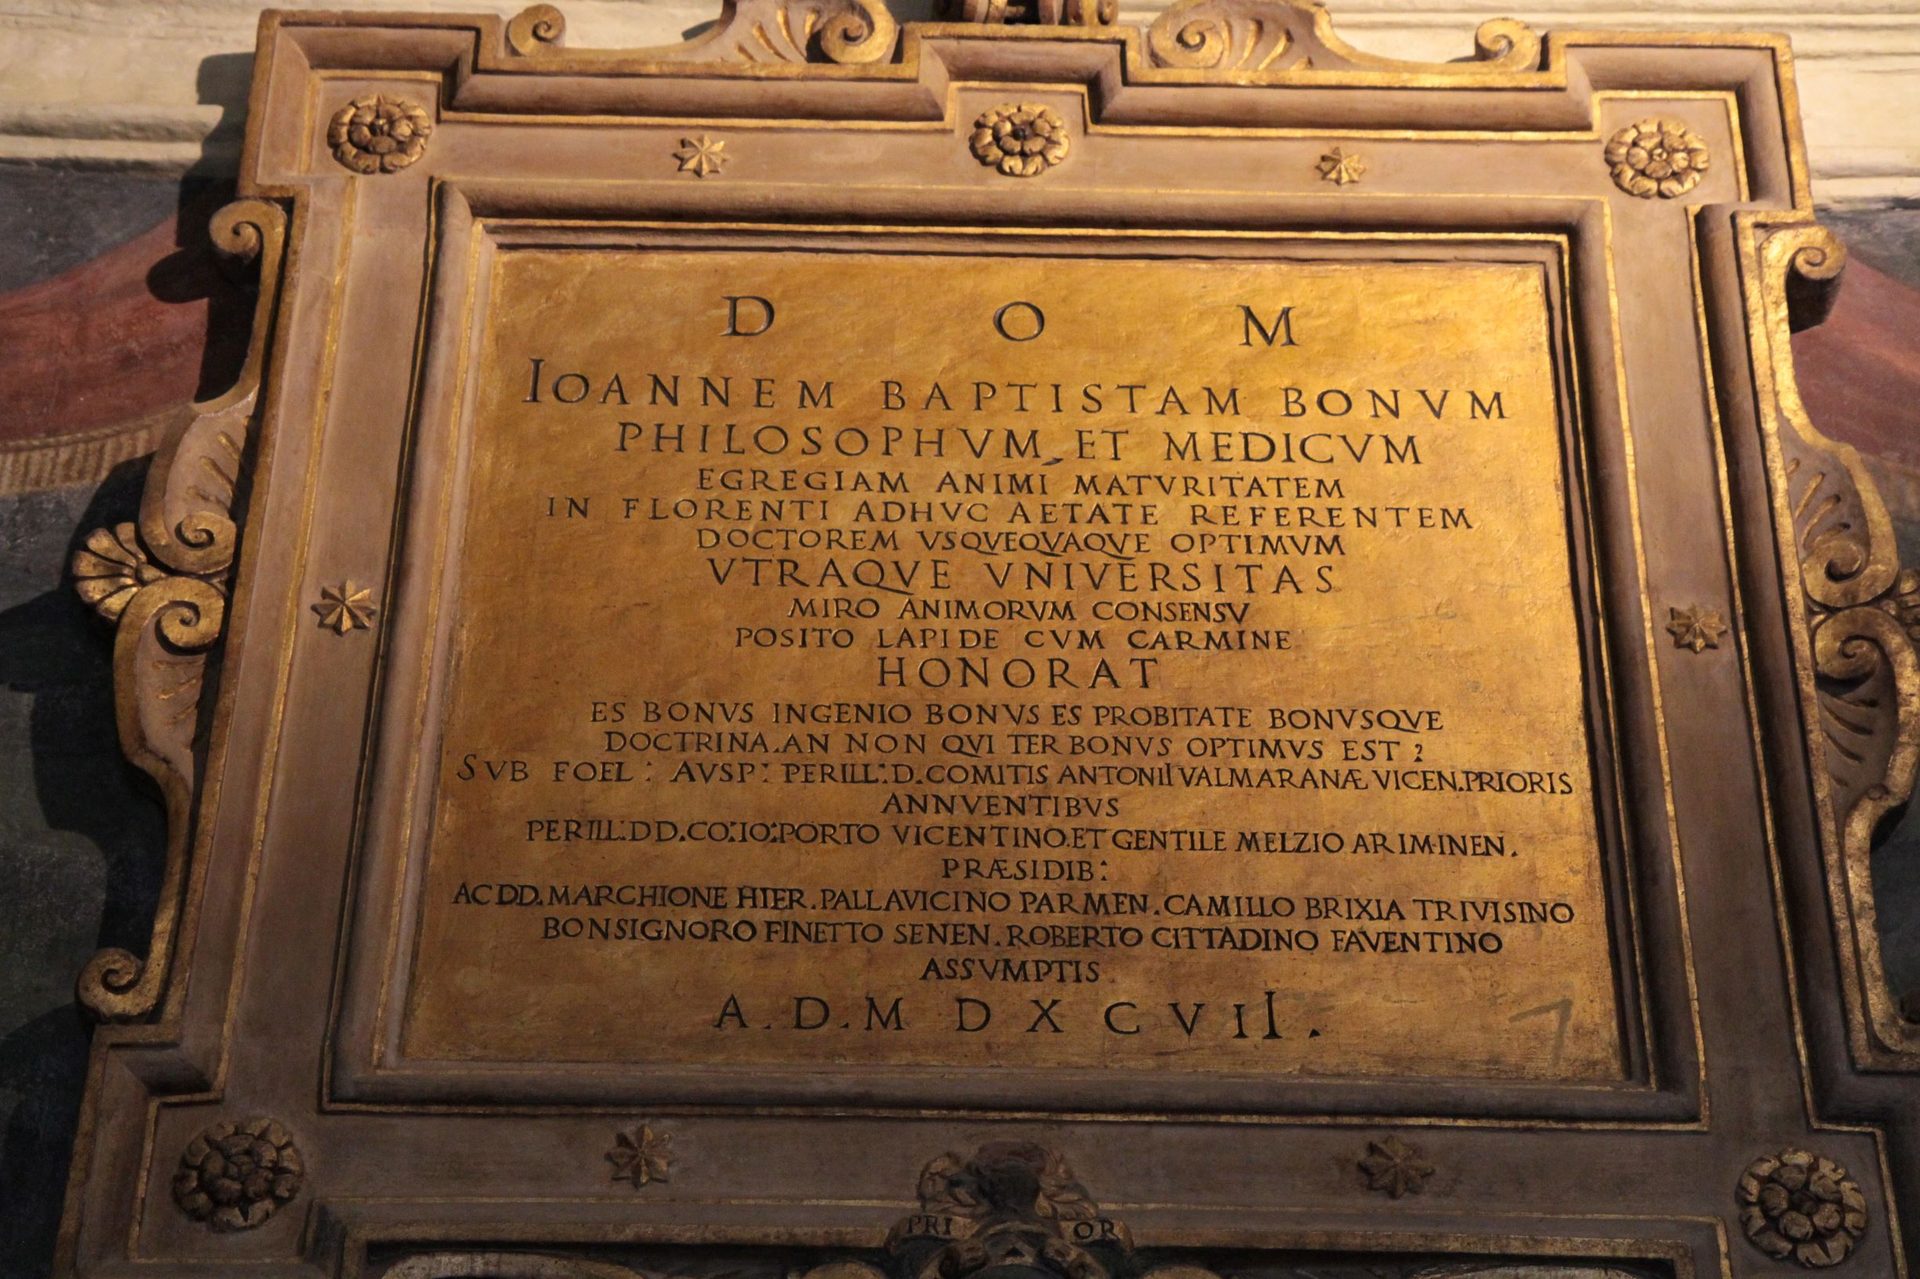 D O M
IOANNEM BAPTISTAM BONVM
PHILOSOPHVM ET MEDICVM
EGREGIAM ANIMI MATVRITATEM
IN FLORENTI ADHVC AETATE REFERENTEM
DOCTOREM VSQVEQVAQVE OPTIMVM
VTRAQVE VNIVERSITAS
MIRO ANIMORVM CONSENSV
POSITO LAPIDE CVM CARMINE
HONORAT
ES BONVS INGENIO BONVS ES PROBITATE BONVSQVE
DOCTRINA.AN NON QVI TER BONVS OPTIMVS EST ?
SVB FOEL : AVSP: PERILL:D.COMITIS ANTONII VALMARANÆ VICEN.PRIORIS
ANNVENTIBVS
PERILL:DD.CO:IO:PORTO VICENTINO.ET GENTILE MELZIO ARIMINEN.
PRÆSIDIB:
AC DD.MARCHIONE HIER.PALLAVICINO PARMEN.CAMILLO BRIXIA TRIVISINO
BONSIGNORO FINETTO SENEN.ROBERTO CITTADINO FAVENTINO
ASSVMPTIS
A.D.M D X C V I I.
PRI OR